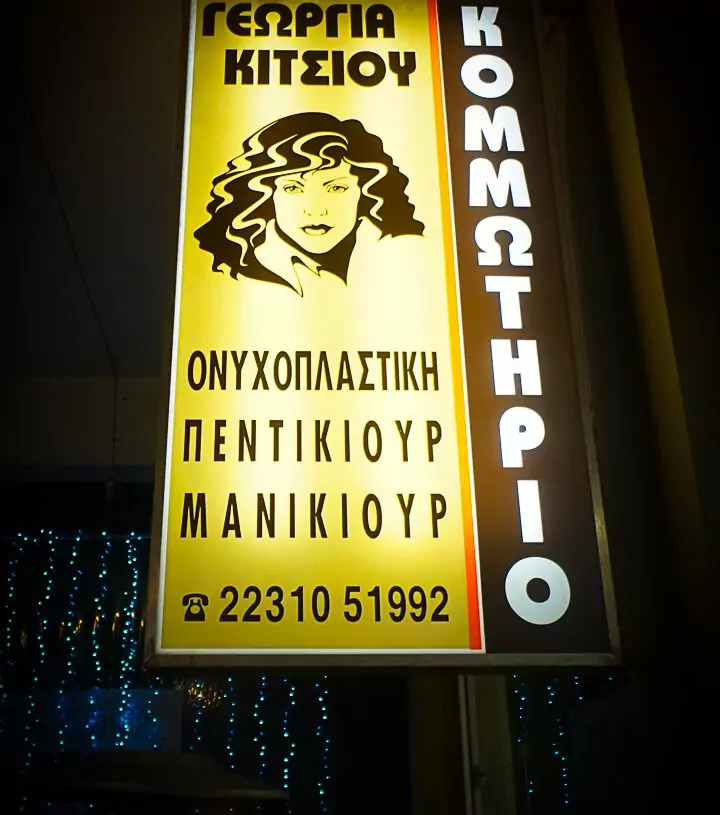 ΓΕΩΡΓΙΑ
ΚΙΤΣΙΟΥ
ΟΝΥΧΟΠΛΑΣΤΙΚΗ
ΠΕΝΤΙΚΙΟΥΡ
ΜΑΝΙΚΙΟΥΡ
☎ 22310 51992
ΚΟΜΜΩΤΗΡΙΟ